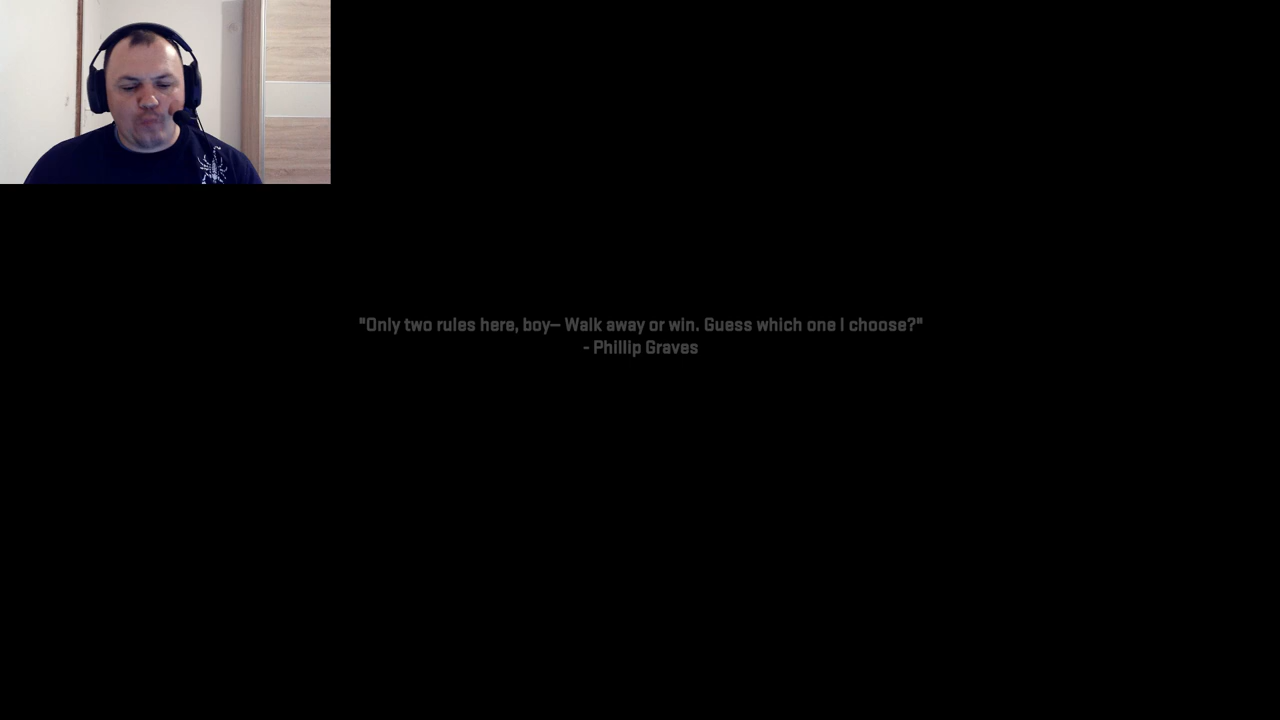 "Only two rules here, boy— Walk away or win. Guess which one I choose?"
- Phillip Graves